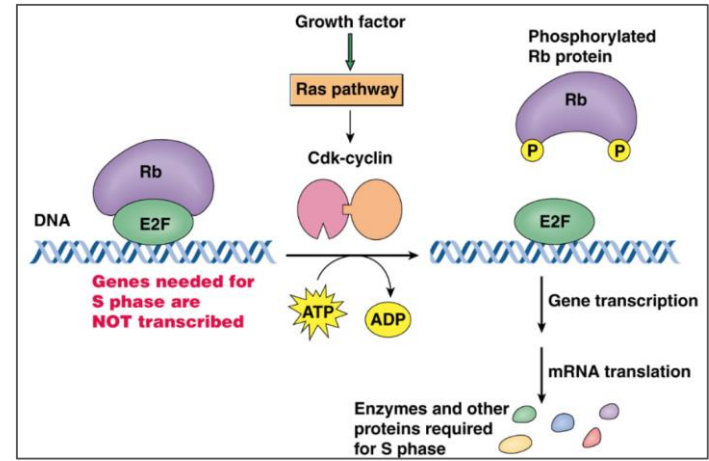 Growth factor
Ras pathway
Cdk-cyclin
Phosphorylated
Rb protein
Rb
P
P
Rb
E2F
DNA
E2F
Genes needed for
S phase are
NOT transcribed
ATP
ADP
Gene transcription
mRNA translation
Enzymes and other
proteins required
for S phase